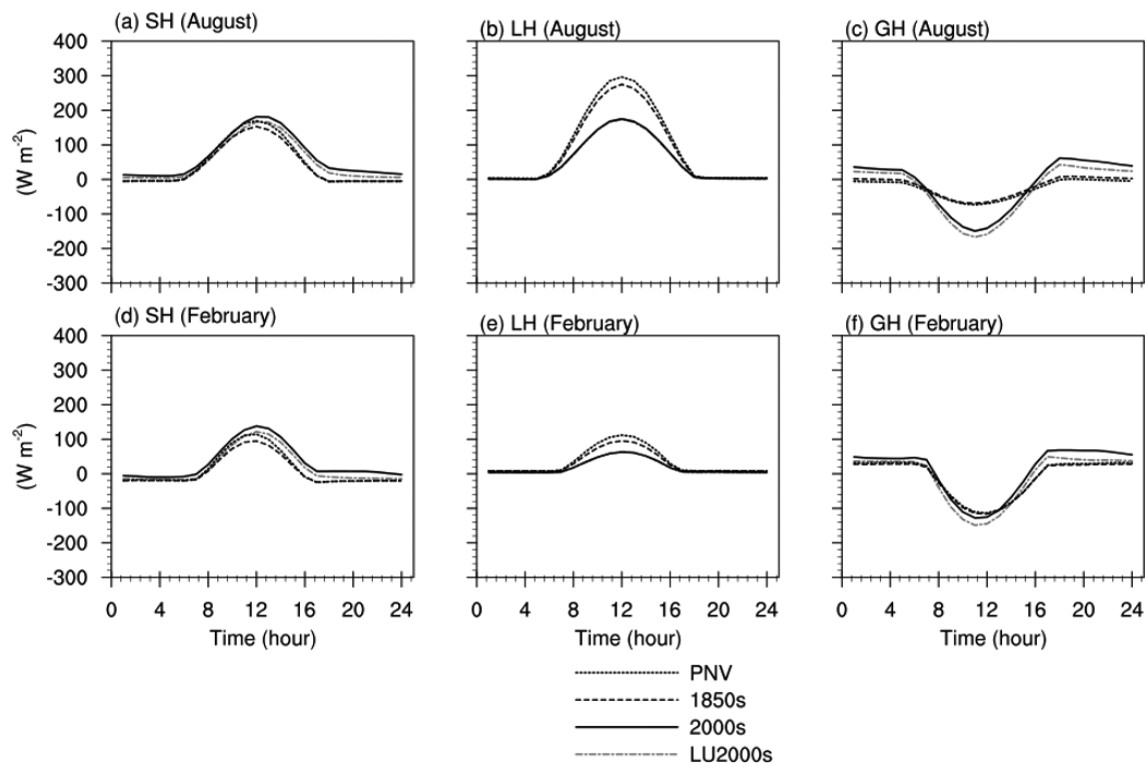 (a) SH (August)
(b) LH (August)
(c) GH (August)
400
300
200
100
0
-100
-200
-300
(W m-2)
(d) SH (February)
(e) LH (February)
(f) GH (February)
400
300
200
100
0
-100
-200
-300
(W m-2)
0 4 8 12 16 20 24
0 4 8 12 16 20 24
0 4 8 12 16 20 24
Time (hour)
Time (hour)
Time (hour)
PNV
1850s
2000s
LU2000s